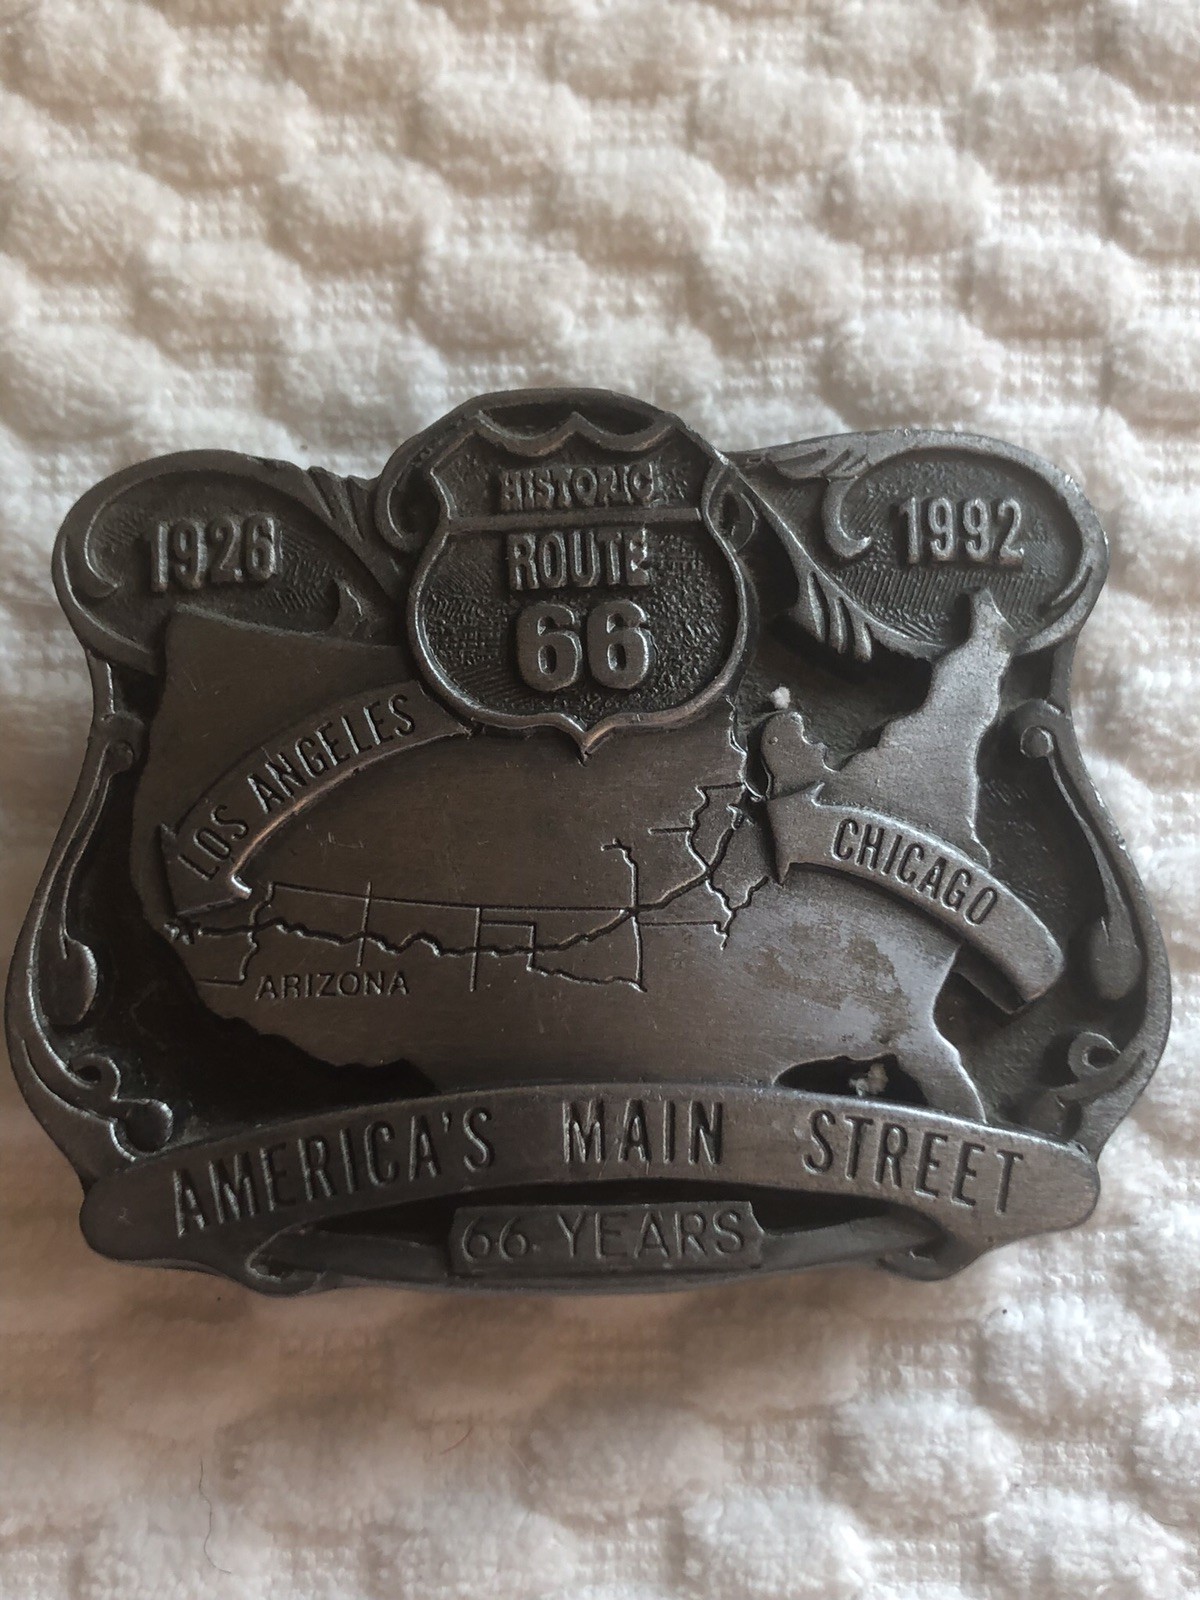 1926
HISTORIC
ROUTE
66
1992
LOS ANGELES
CHICAGO
ARIZONA
AMERICA'S MAIN STREET
66 YEARS